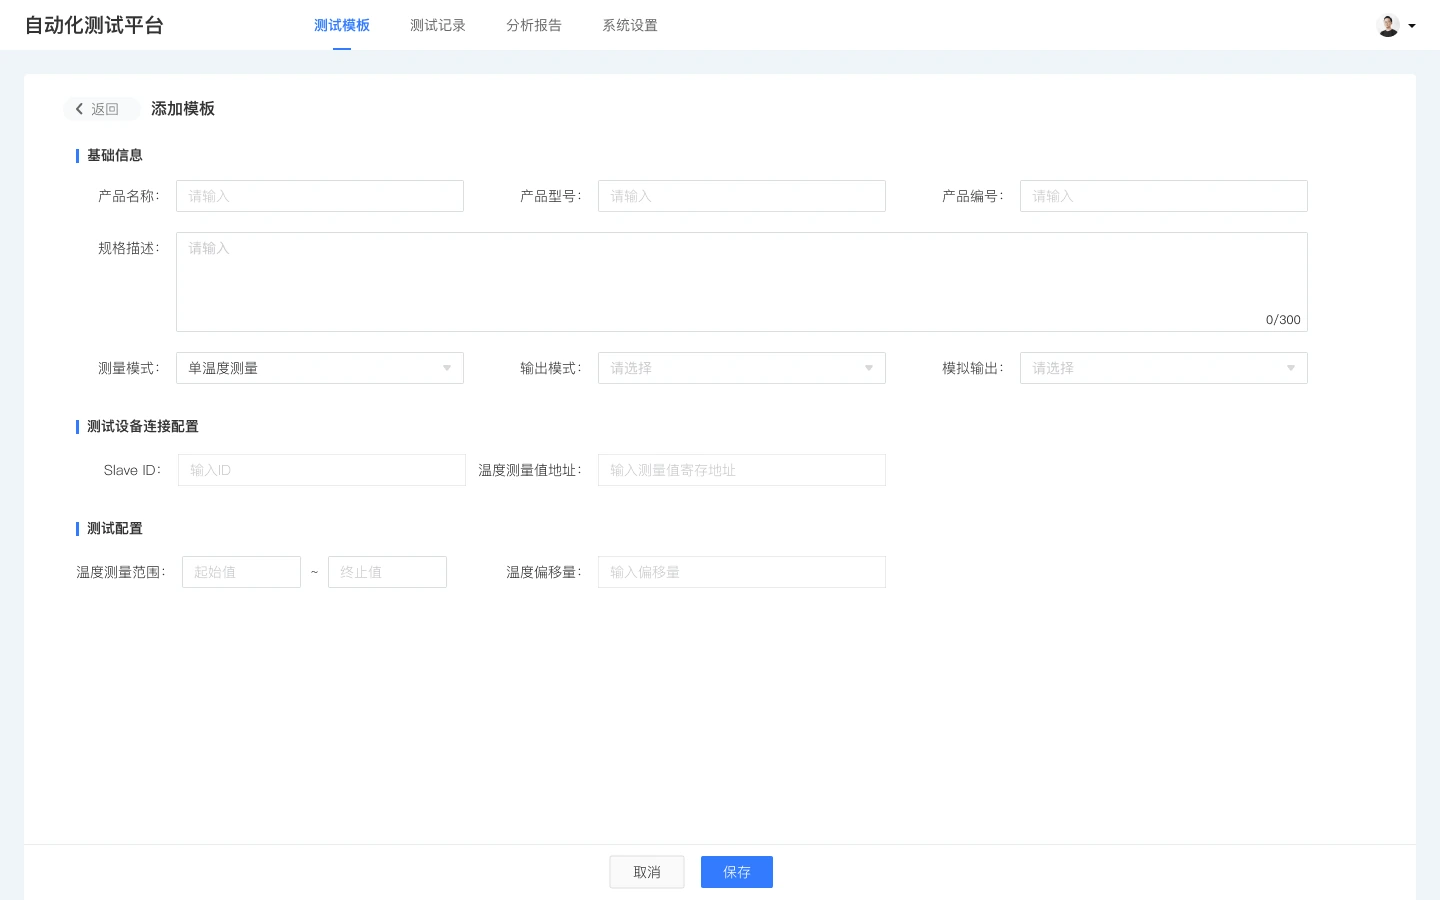 自动化测试平台 测试模板 测试记录 分析报告 系统设置
返回 添加模板
基础信息
产品名称： 请输入 产品型号： 请输入 产品编号： 请输入
规格描述： 请输入
0/300
测量模式： 单温度测量 输出模式： 请选择 模拟输出： 请选择
测试设备连接配置
Slave ID： 输入ID 温度测量值地址： 输入测量值寄存地址
测试配置
温度测量范围： 起始值 ~ 终止值 温度偏移量： 输入偏移量
取消 保存